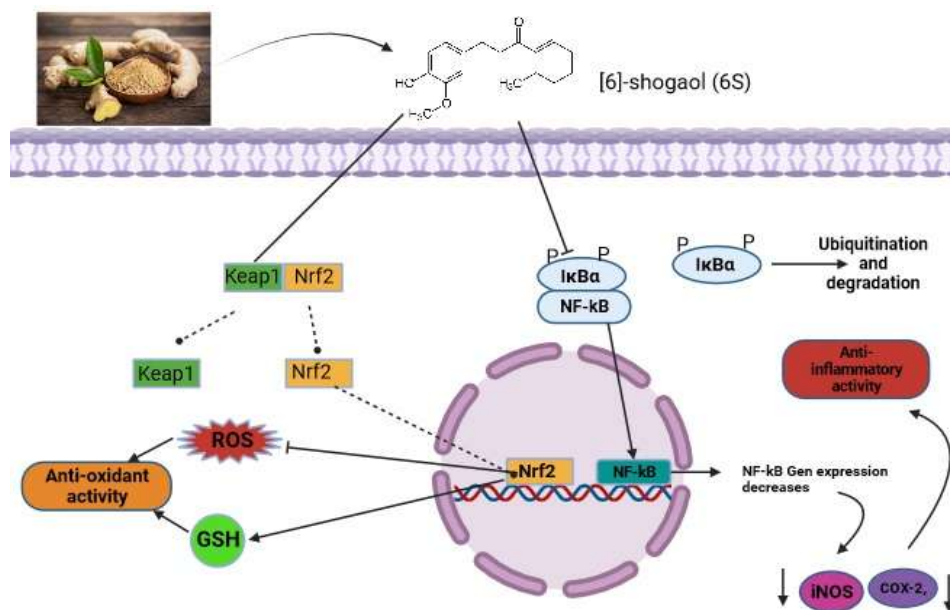 O
HO
O
H₃C
H₃C
[6]-shogaol (6S)
Keap1 Nrf2
P P
IκBα
NF-kB
P P
IκBα
Ubiquitination
and
degradation
Keap1
Nrf2
Anti-
inflammatory
activity
ROS
Anti-oxidant
activity
GSH
Nrf2
NF-kB
NF-kB Gen expression
decreases
iNOS
COX-2,